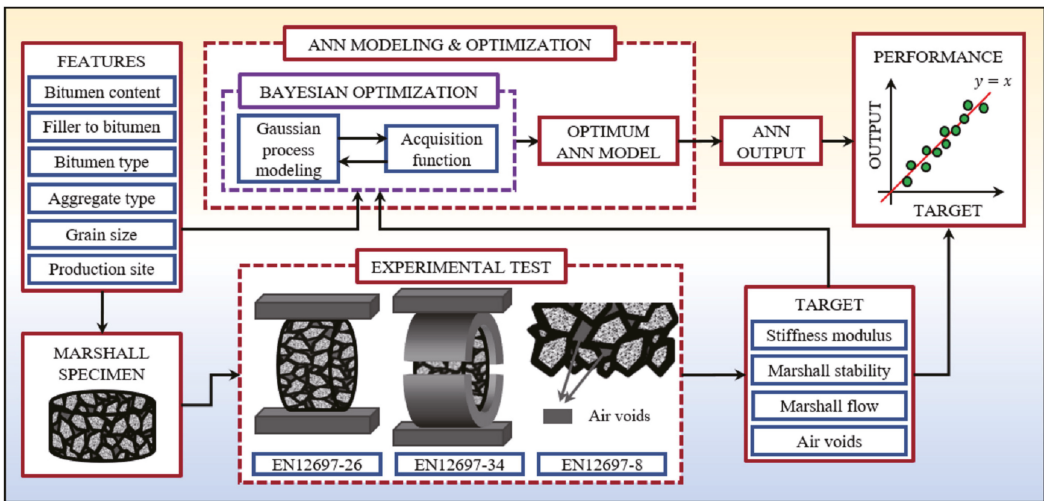 FEATURES
Bitumen content
Filler to bitumen
Bitumen type
Aggregate type
Grain size
Production site
MARSHALL
SPECIMEN
ANN MODELING & OPTIMIZATION
BAYESIAN OPTIMIZATION
Gaussian
process
modeling
Acquisition
function
OPTIMUM
ANN MODEL
ANN
OUTPUT
PERFORMANCE
y = x
OUTPUT
TARGET
EXPERIMENTAL TEST
Air voids
EN12697-26
EN12697-34
EN12697-8
TARGET
Stiffness modulus
Marshall stability
Marshall flow
Air voids